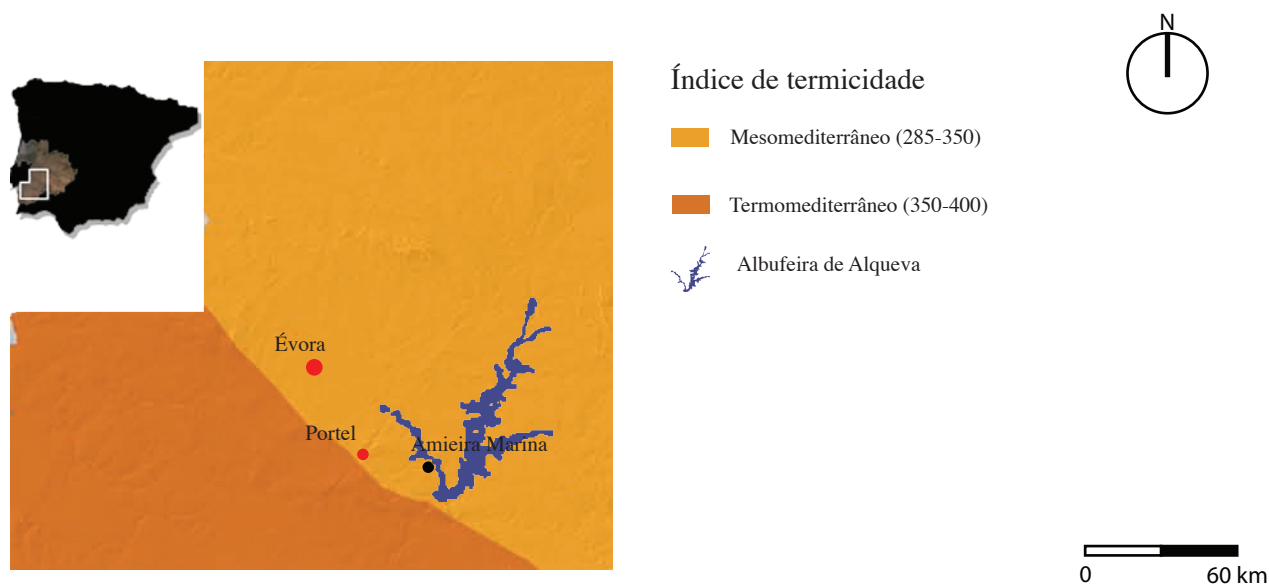 N
Índice de termicidade
Mesomediterrâneo (285-350)
Termomediterrâneo (350-400)
Albufeira de Alqueva
Évora
Portel
Amieira Marina
0 60 km